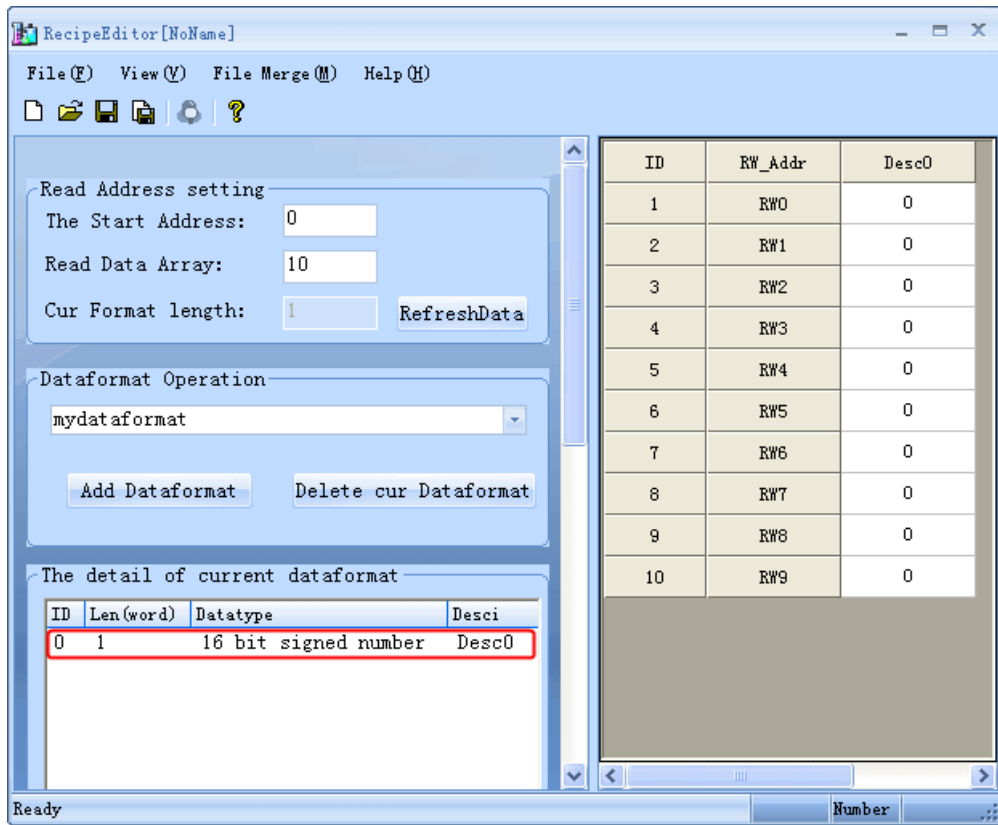 RecipeEditor[NoName]
File(F) View(V) File Merge(M) Help(H)
Read Address setting
The Start Address: 0
Read Data Array: 10
Cur Format length: 1 RefreshData
Dataformat Operation
mydataformat
Add Dataformat Delete cur Dataformat
The detail of current dataformat
ID Len(word) Datatype Desci
0 1 16 bit signed number Desc0
ID RW_Addr Desc0
1 RW0 0
2 RW1 0
3 RW2 0
4 RW3 0
5 RW4 0
6 RW5 0
7 RW6 0
8 RW7 0
9 RW8 0
10 RW9 0
Ready Number